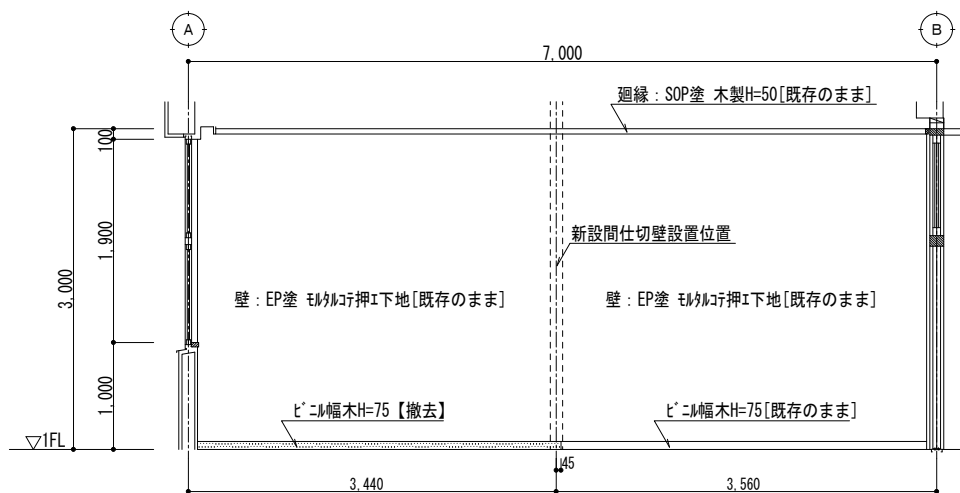 A
B
7,000
廻縁：SOP塗 木製H=50[既存のまま]
100
1,900
3,000
1,000
新設間仕切壁設置位置
壁：EP塗 ﾓﾙﾀﾙｺﾃ押ｴ下地[既存のまま]
壁：EP塗 ﾓﾙﾀﾙｺﾃ押ｴ下地[既存のまま]
ﾋﾞﾆﾙ幅木H=75【撤去】
ﾋﾞﾆﾙ幅木H=75[既存のまま]
▽1FL
45
3,440
3,560